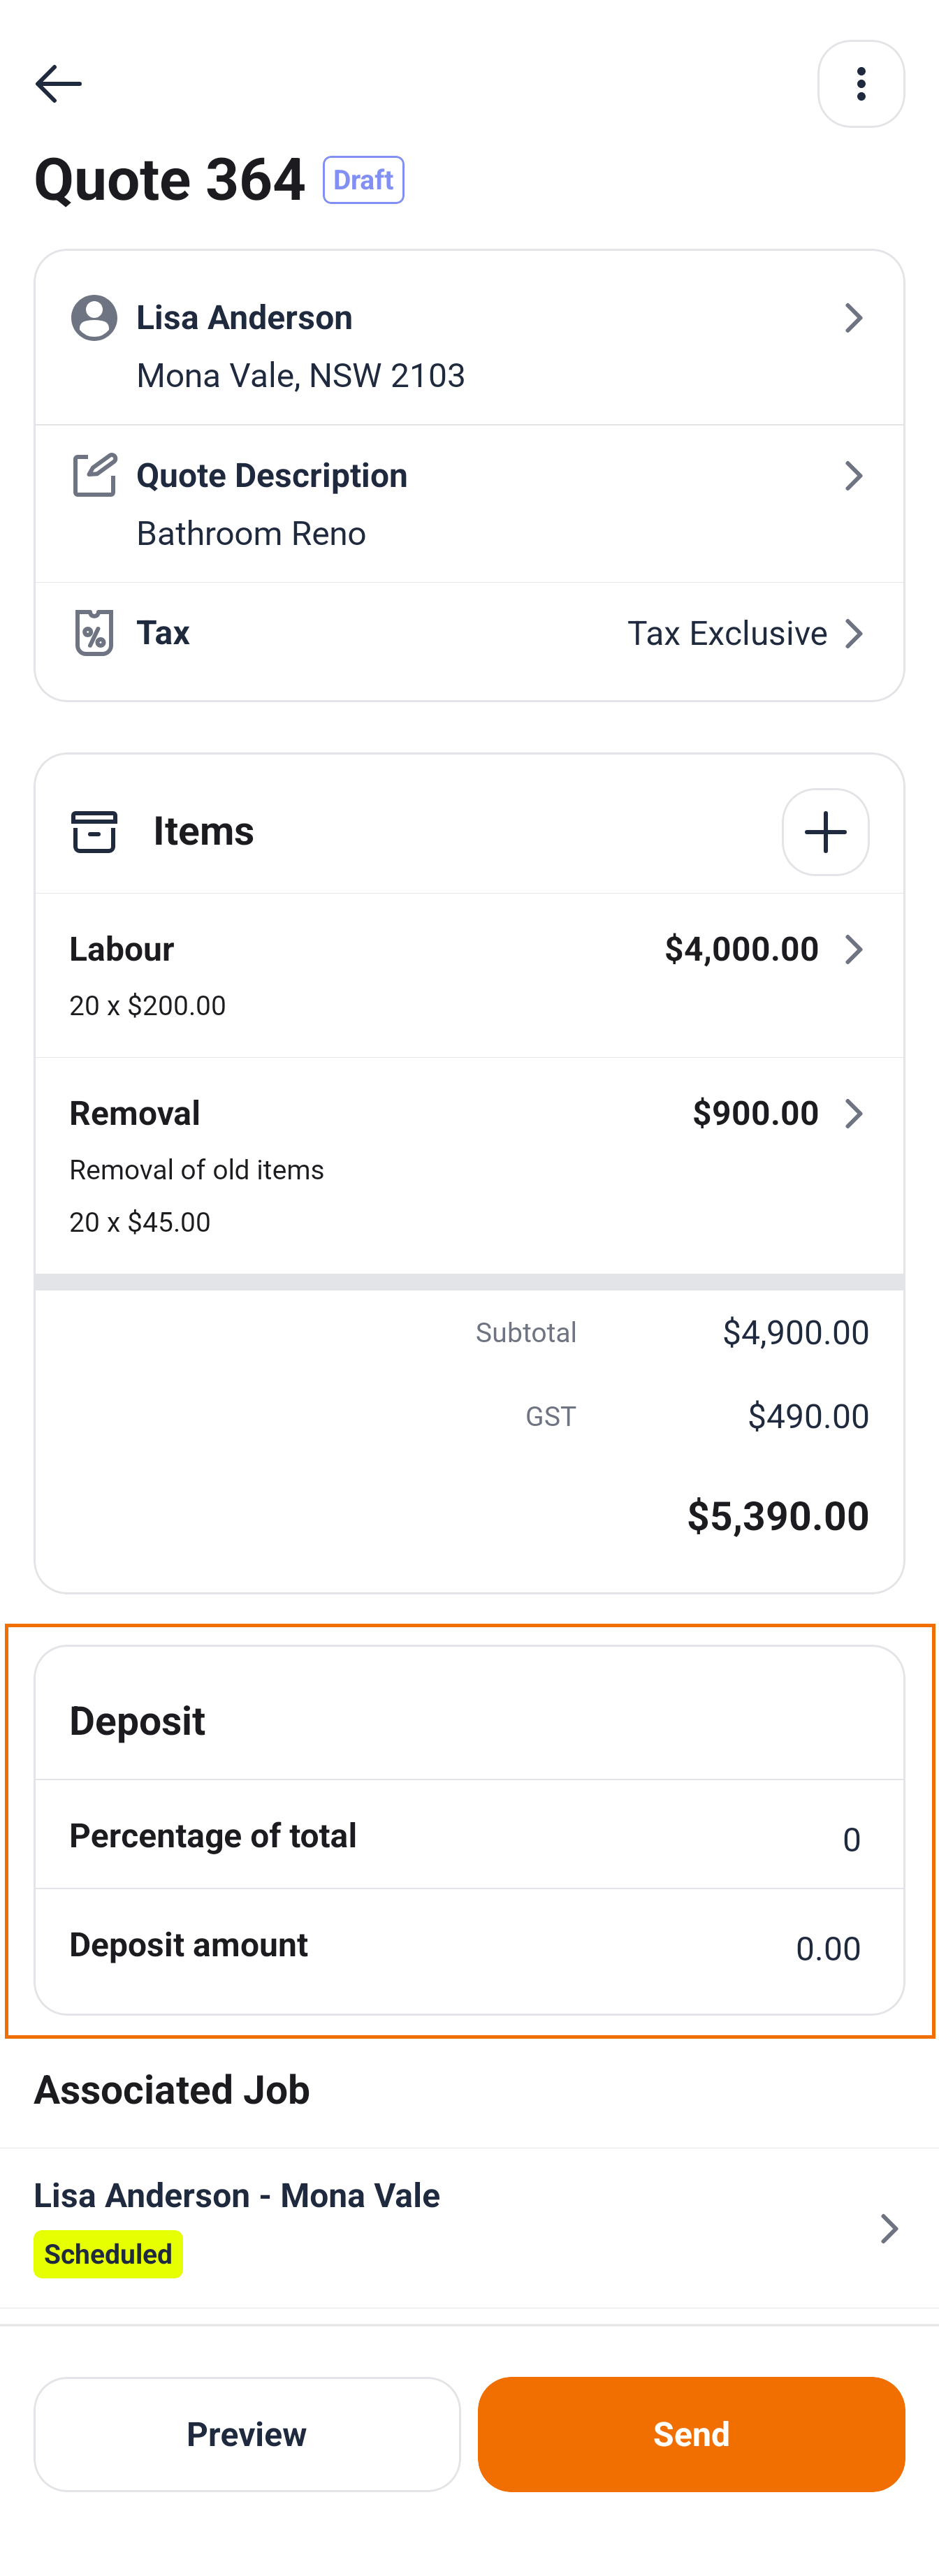 Quote 364 Draft
Lisa Anderson
Mona Vale, NSW 2103
Quote Description
Bathroom Reno
Tax Tax Exclusive
Items
Labour $4,000.00
20 x $200.00
Removal $900.00
Removal of old items
20 x $45.00
Subtotal $4,900.00
GST $490.00
$5,390.00
Deposit
Percentage of total 0
Deposit amount 0.00
Associated Job
Lisa Anderson - Mona Vale
Scheduled
Preview Send